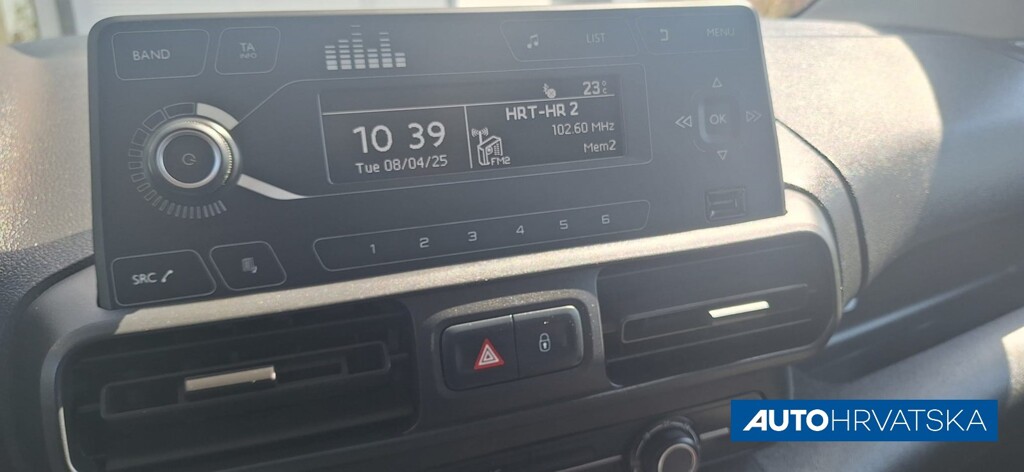 BAND
TA
INFO
LIST
MENU
23°C
HRT-HR 2
102.60 MHz
Mem2
FM2
10 39
Tue 08/04/25
OK
1 2 3 4 5 6
SRC
AUTOHRVATSKA